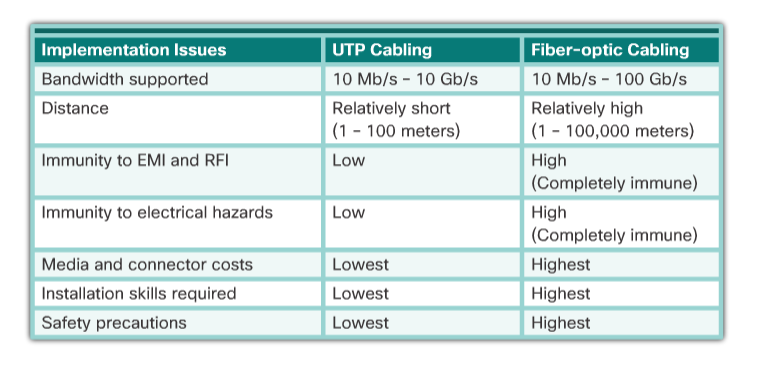 Implementation Issues UTP Cabling Fiber-optic Cabling
Bandwidth supported 10 Mb/s – 10 Gb/s 10 Mb/s – 100 Gb/s
Distance Relatively short Relatively high
(1 – 100 meters) (1 – 100,000 meters)
Immunity to EMI and RFI Low High
(Completely immune)
Immunity to electrical hazards Low High
(Completely immune)
Media and connector costs Lowest Highest
Installation skills required Lowest Highest
Safety precautions Lowest Highest